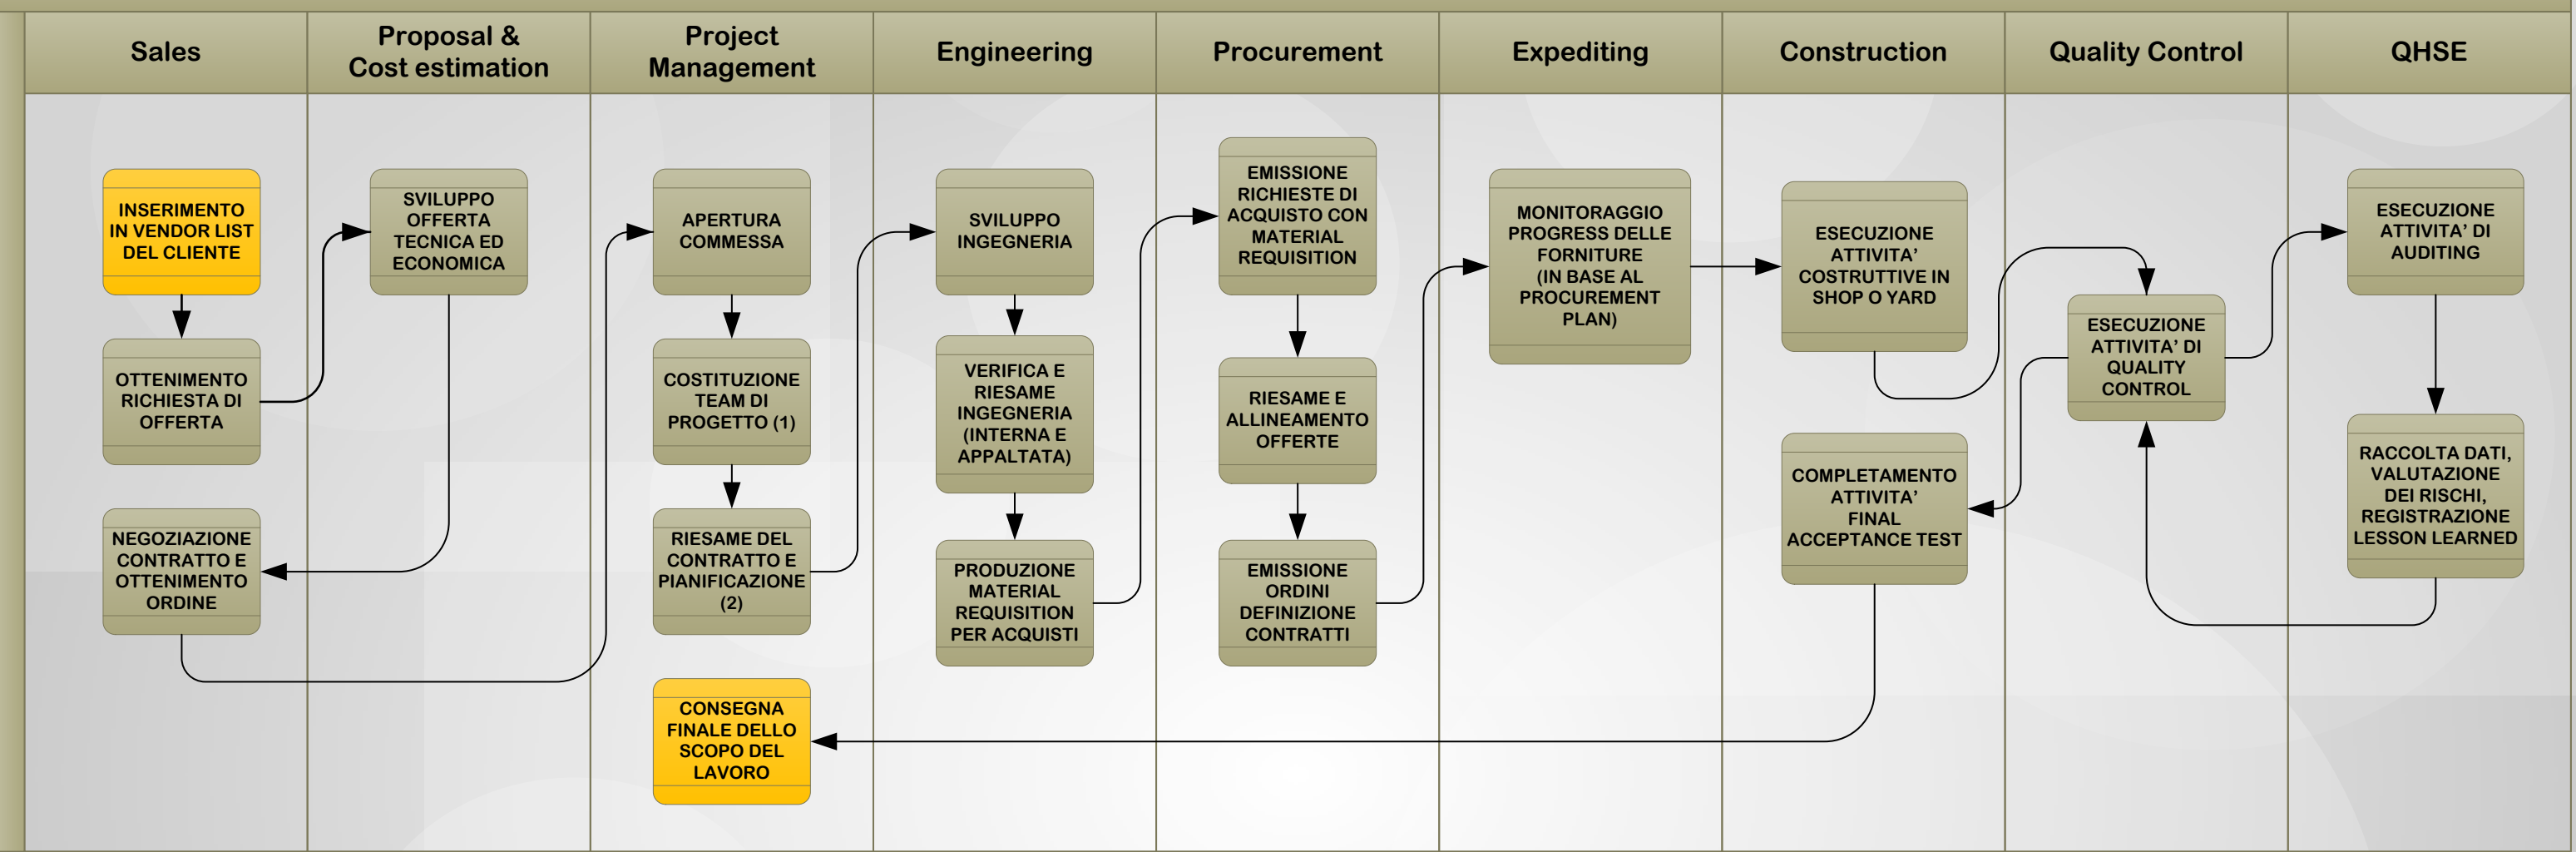 Sales
Proposal &
Cost estimation
Project
Management
Engineering
Procurement
Expediting
Construction
Quality Control
QHSE
INSERIMENTO
IN VENDOR LIST
DEL CLIENTE
OTTENIMENTO
RICHIESTA DI
OFFERTA
NEGOZIAZIONE
CONTRATTO E
OTTENIMENTO
ORDINE
SVILUPPO
OFFERTA
TECNICA ED
ECONOMICA
APERTURA
COMMESSA
COSTITUZIONE
TEAM DI
PROGETTO (1)
RIESAME DEL
CONTRATTO E
PIANIFICAZIONE
(2)
CONSEGNA
FINALE DELLO
SCOPO DEL
LAVORO
SVILUPPO
INGEGNERIA
VERIFICA E
RIESAME
INGEGNERIA
(INTERNA E
APPALTATA)
PRODUZIONE
MATERIAL
REQUISITION
PER ACQUISTI
EMISSIONE
RICHIESTE DI
ACQUISTO CON
MATERIAL
REQUISITION
RIESAME E
ALLINEAMENTO
OFFERTE
EMISSIONE
ORDINI
DEFINIZIONE
CONTRATTI
MONITORAGGIO
PROGRESS DELLE
FORNITURE
(IN BASE AL
PROCUREMENT
PLAN)
ESECUZIONE
ATTIVITA’
COSTRUTTIVE IN
SHOP O YARD
COMPLETAMENTO
ATTIVITA’
FINAL
ACCEPTANCE TEST
ESECUZIONE
ATTIVITA’ DI
QUALITY
CONTROL
ESECUZIONE
ATTIVITA’ DI
AUDITING
RACCOLTA DATI,
VALUTAZIONE
DEI RISCHI,
REGISTRAZIONE
LESSON LEARNED